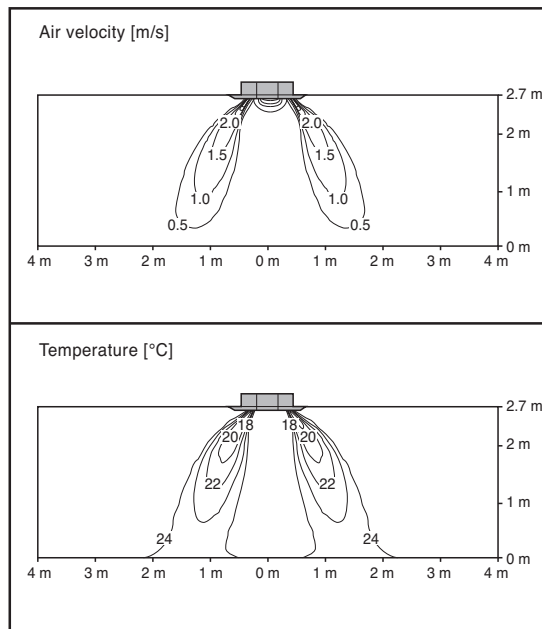 Air velocity [m/s]
2.7 m
2.0 2.0
2 m
1.5 1.5
1 m
1.0 1.0
0.5 0.5
0 m
4 m 3 m 2 m 1 m 0 m 1 m 2 m 3 m 4 m
Temperature [°C]
2.7 m
18 18
20 20
2 m
22 22
1 m
24 24
0 m
4 m 3 m 2 m 1 m 0 m 1 m 2 m 3 m 4 m